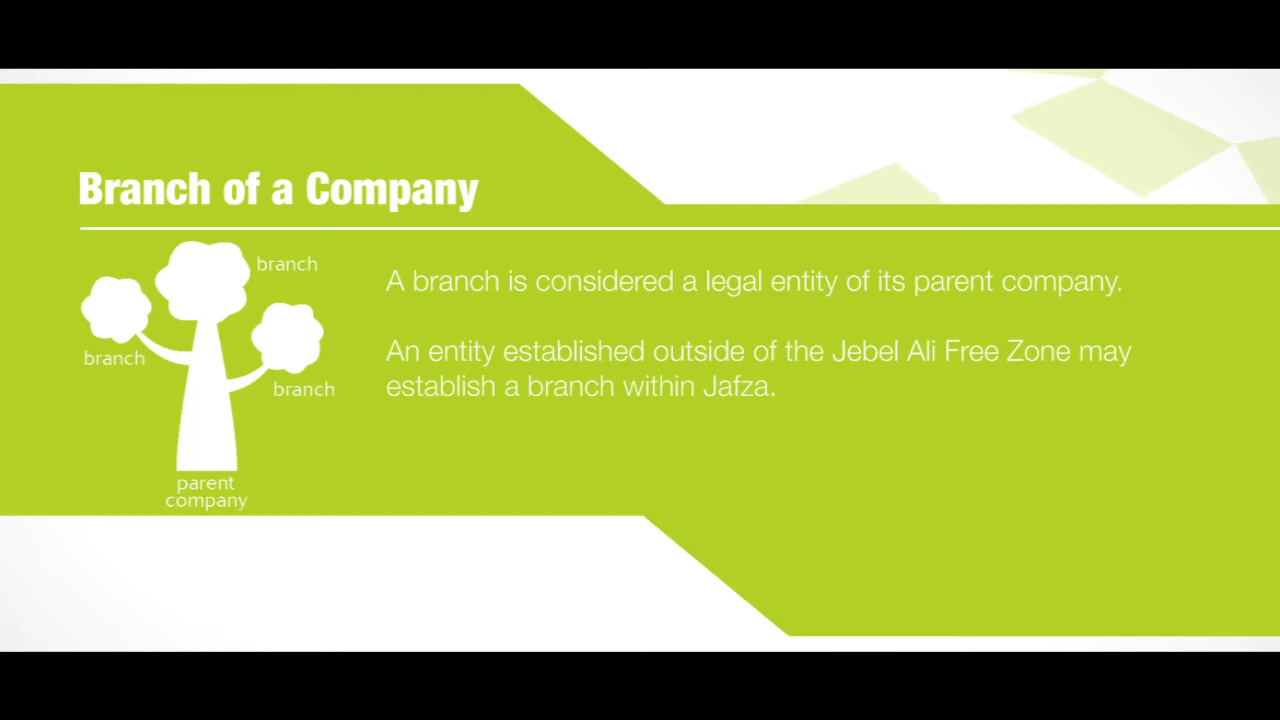 Branch of a Company
branch
branch
branch
parent
company
A branch is considered a legal entity of its parent company.
An entity established outside of the Jebel Ali Free Zone may
establish a branch within Jafza.